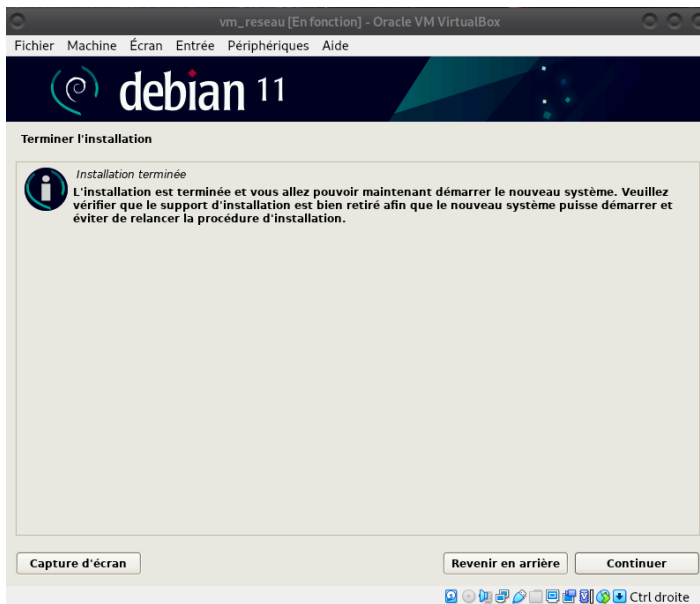 vm_reseau [En fonction] - Oracle VM VirtualBox
Fichier Machine Écran Entrée Périphériques Aide
debian 11
Terminer l'installation
Installation terminée
L'installation est terminée et vous allez pouvoir maintenant démarrer le nouveau système. Veuillez
vérifier que le support d'installation est bien retiré afin que le nouveau système puisse démarrer et
éviter de relancer la procédure d'installation.
Capture d'écran
Revenir en arrière
Continuer
Ctrl droite